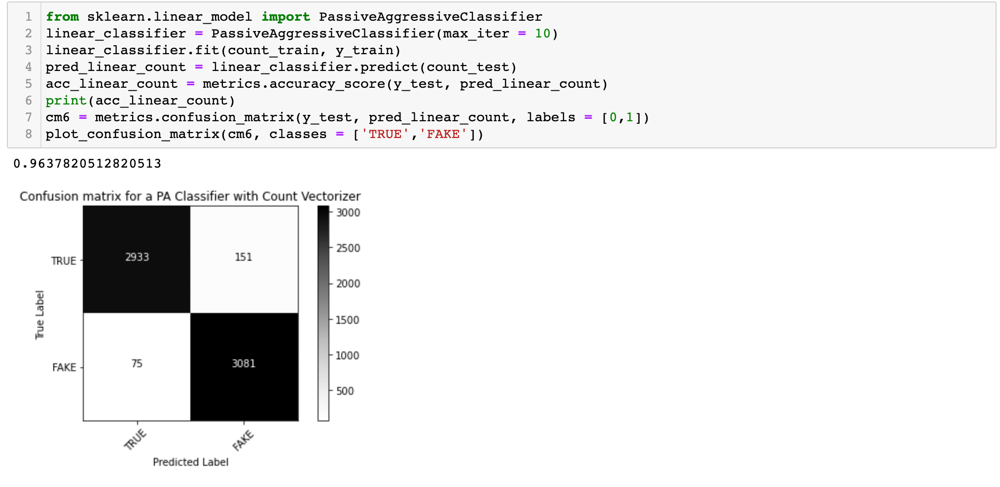 1 from sklearn.linear_model import PassiveAggressiveClassifier
2 linear_classifier = PassiveAggressiveClassifier(max_iter = 10)
3 linear_classifier.fit(count_train, y_train)
4 pred_linear_count = linear_classifier.predict(count_test)
5 acc_linear_count = metrics.accuracy_score(y_test, pred_linear_count)
6 print(acc_linear_count)
7 cm6 = metrics.confusion_matrix(y_test, pred_linear_count, labels = [0,1])
8 plot_confusion_matrix(cm6, classes = ['TRUE','FAKE'])
0.9637820512820513
Confusion matrix for a PA Classifier with Count Vectorizer
3000
2500
2000
1500
1000
500
True Label
TRUE
2933 151
FAKE
75 3081
TRUE FAKE
Predicted Label